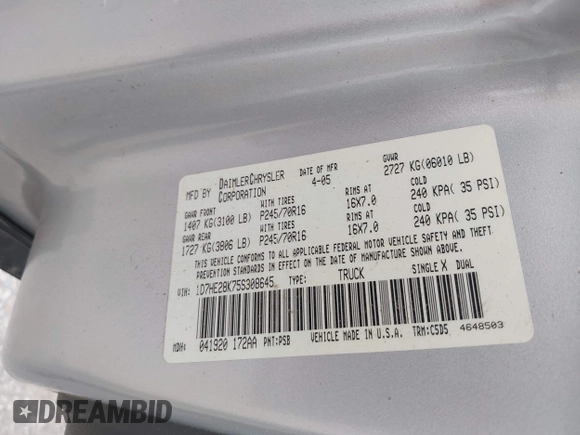 MFD BY DAIMLERCHRYSLER CORPORATION
DATE OF MFR 4-05
GVWR 2727 KG(06010 LB)
GAWR FRONT WITH TIRES RIMS AT COLD
1407 KG(3100 LB) P245/70R16 16X7.0 240 KPA( 35 PSI)
GAWR REAR WITH TIRES RIMS AT COLD
1727 KG(3806 LB) P245/70R16 16X7.0 240 KPA( 35 PSI)
THIS VEHICLE CONFORMS TO ALL APPLICABLE FEDERAL MOTOR VEHICLE SAFETY AND THEFT
PREVENTION STANDARDS IN EFFECT ON THE DATE OF MANUFACTURE SHOWN ABOVE.
VIN: 1D7HE28K75S308645 TYPE: TRUCK SINGLE X DUAL
MDH: 041920 172AA PNT:PSB VEHICLE MADE IN U.S.A. TRM:C5D5 4648503
DREAMBID